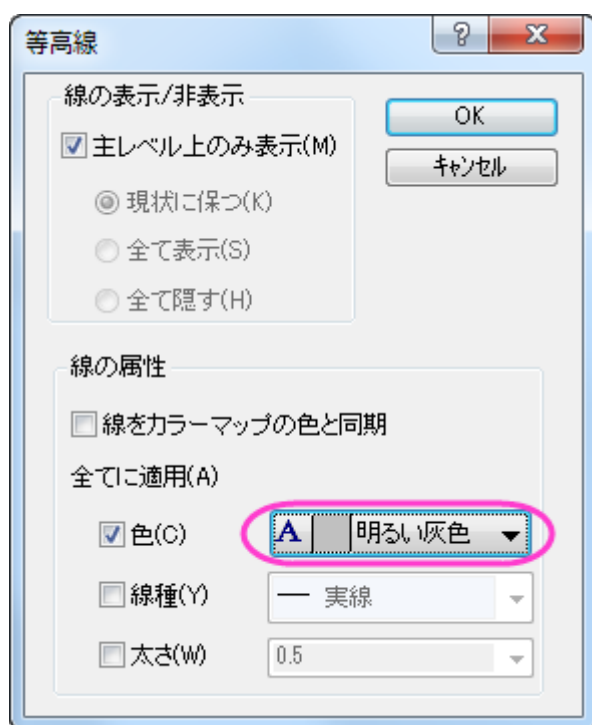 等高線
線の表示/非表示
OK
主レベル上のみ表示(M)
キャンセル
現状に保つ(K)
全て表示(S)
全て隠す(H)
線の属性
線をカラーマップの色と同期
全てに適用(A)
色(C)
A 明るい灰色
線種(Y)
実線
太さ(W)
0.5